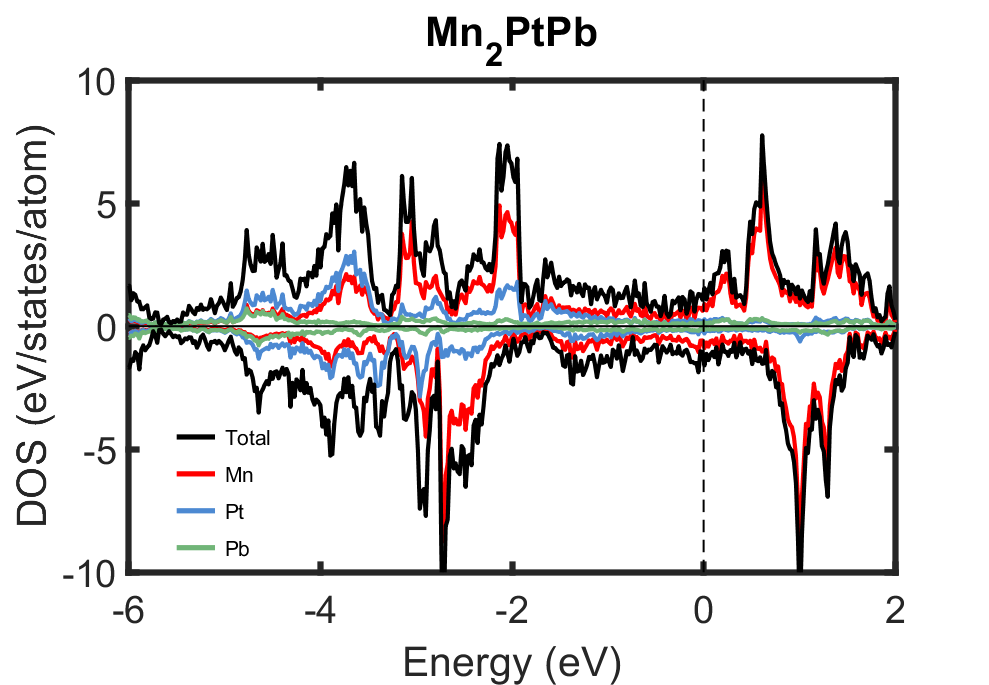 Mn₂PtPb
DOS (eV/states/atom)
10
5
0
-5
-10
Total
Mn
Pt
Pb
-6 -4 -2 0 2
Energy (eV)